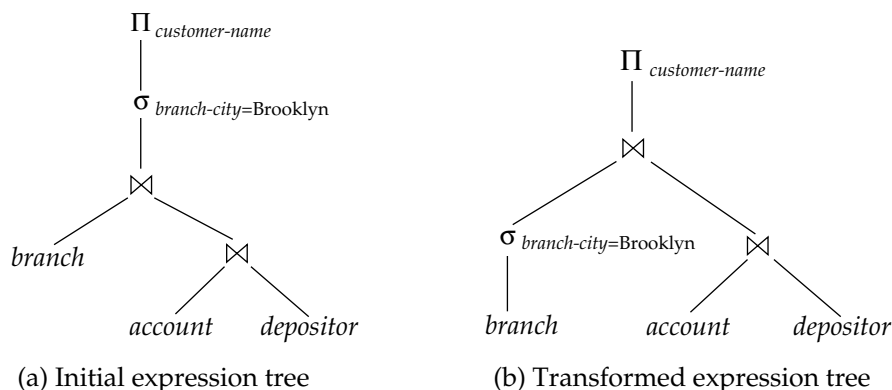 Π customer-name
σ branch-city=Brooklyn
⋈
branch
⋈
account depositor
(a) Initial expression tree
Π customer-name
⋈
σ branch-city=Brooklyn
⋈
branch account depositor
(b) Transformed expression tree